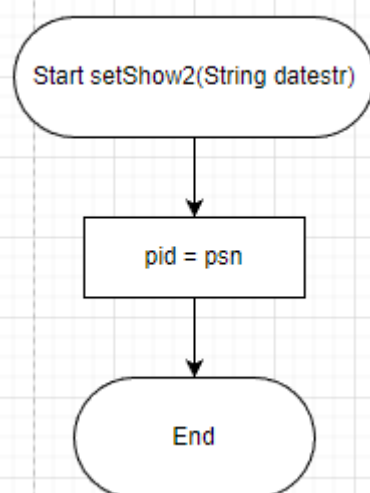 Start setShow2(String datestr)
pid = psn
End